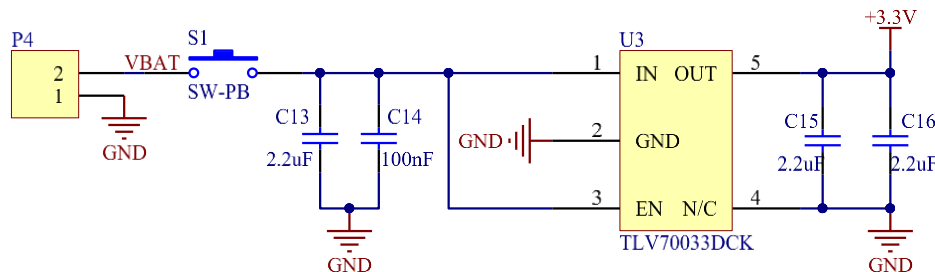 +3.3V
P4
S1
U3
2
VBAT
1
IN
OUT
5
1
SW-PB
C13
C14
C15
C16
GND
2
GND
2.2uF
100nF
2.2uF
2.2uF
GND
3
EN
N/C
4
TLV70033DCK
GND
GND